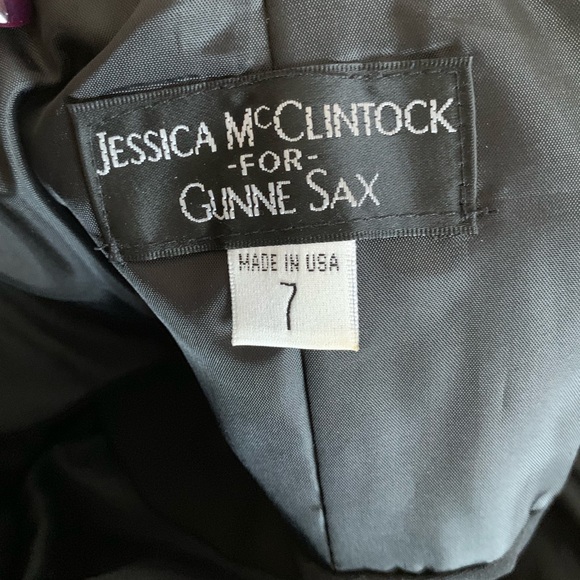 JESSICA McCLINTOCK
-FOR-
GUNNE SAX
MADE IN USA
7